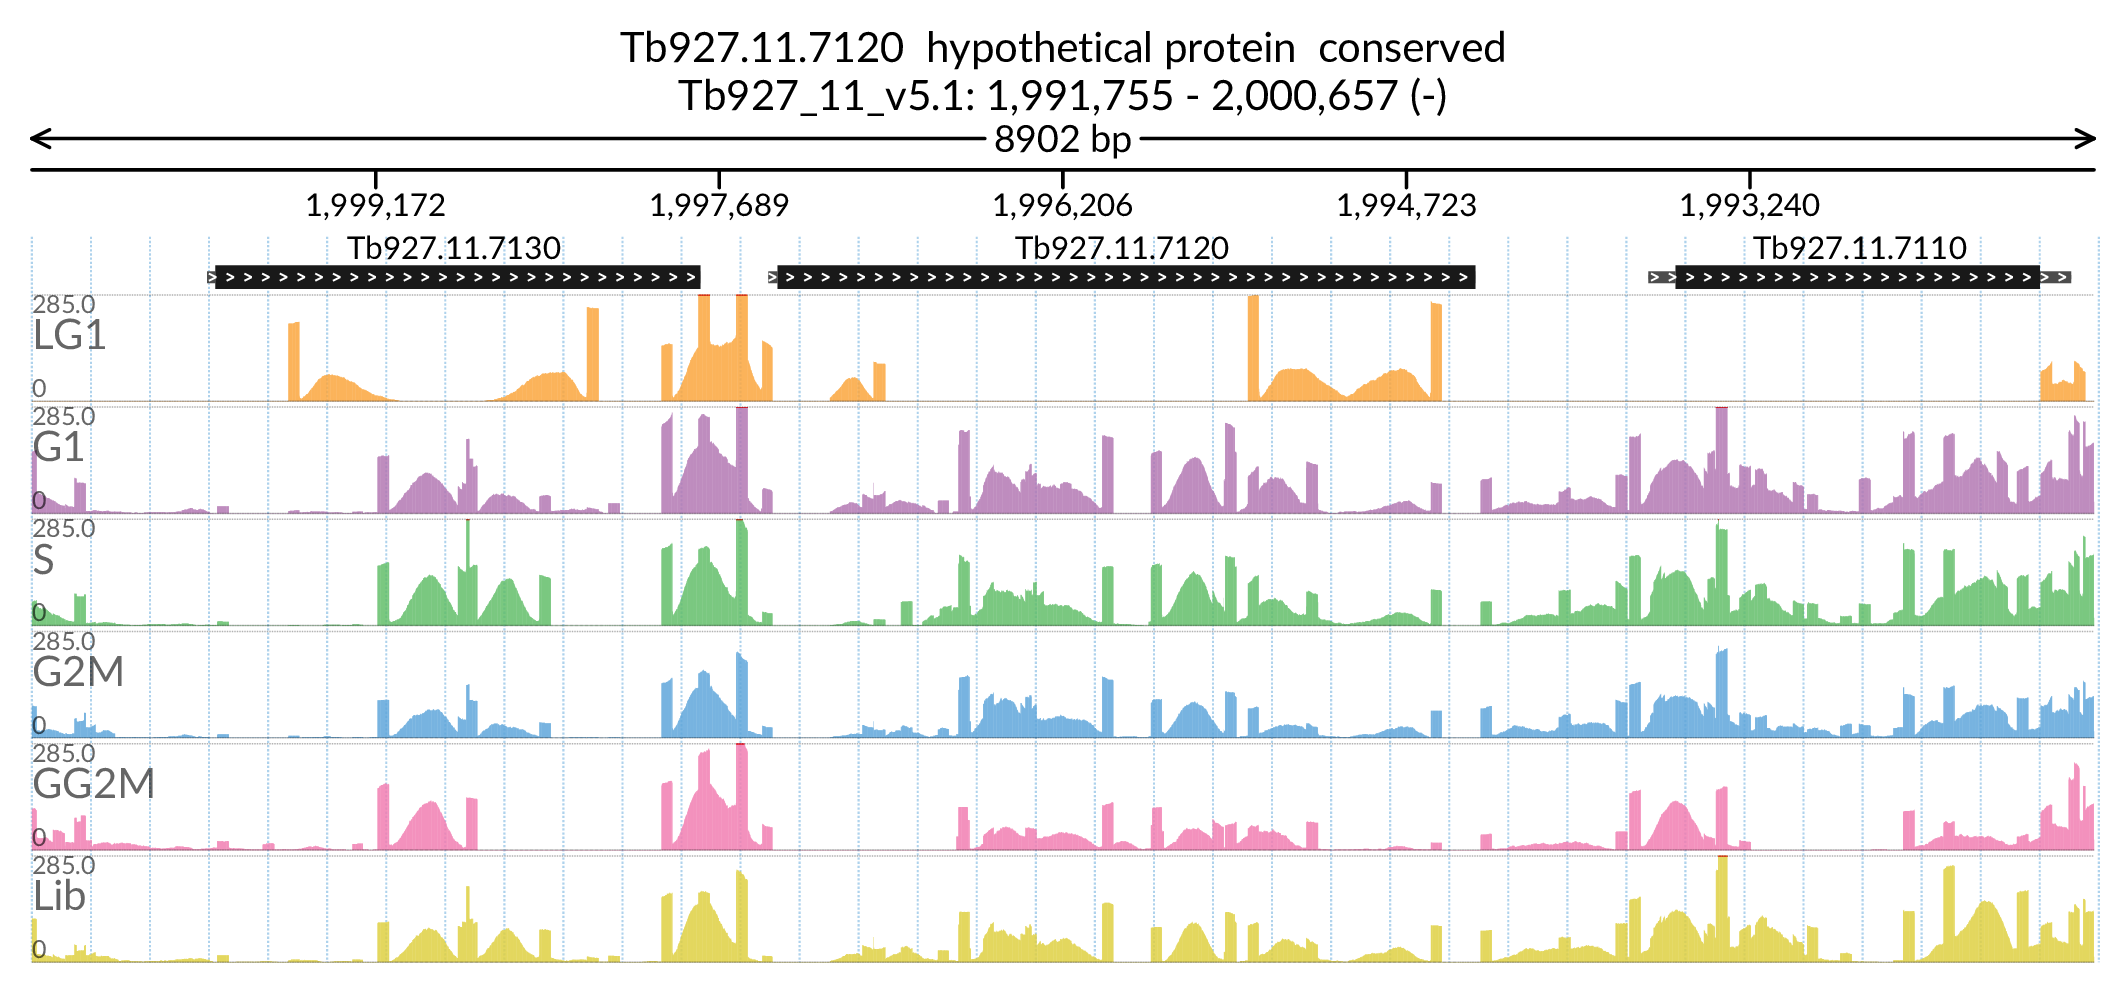 Tb927.11.7120 hypothetical protein conserved
Tb927_11_v5.1: 1,991,755 - 2,000,657 (-)
8902 bp
1,999,172 1,997,689 1,996,206 1,994,723 1,993,240
Tb927.11.7130 Tb927.11.7120 Tb927.11.7110
285.0
LG1
0
285.0
G1
0
285.0
S
0
285.0
G2M
0
285.0
GG2M
0
285.0
Lib
0